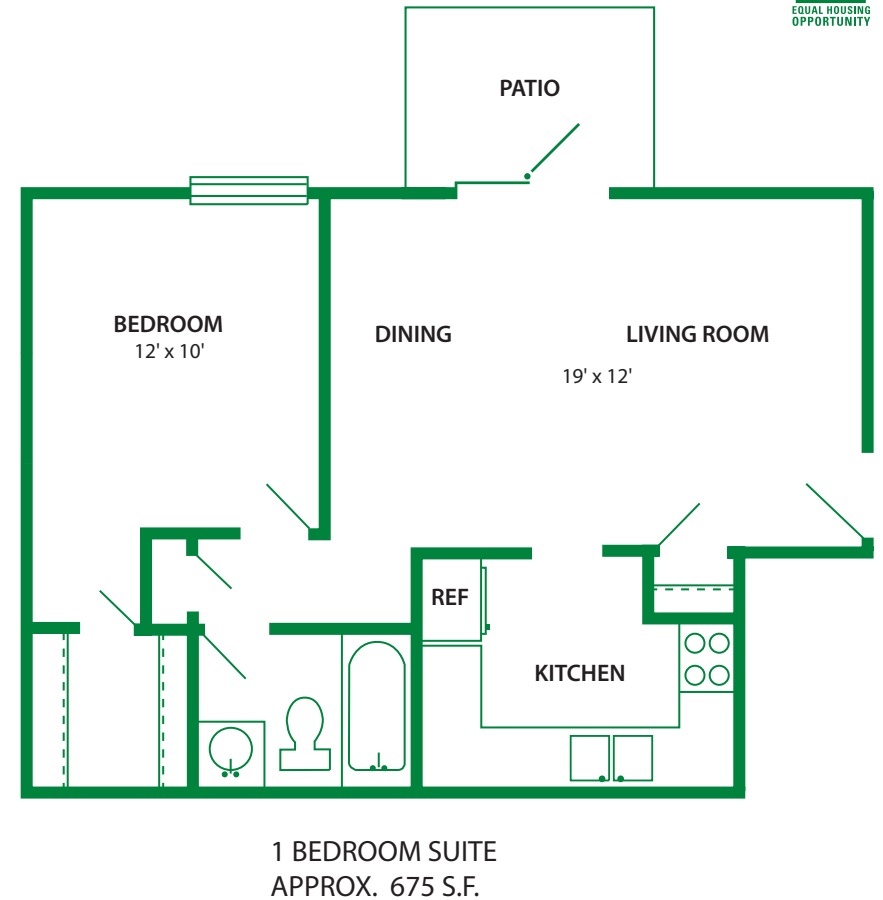 EQUAL HOUSING
OPPORTUNITY
PATIO
BEDROOM
12' x 10'
DINING
LIVING ROOM
19' x 12'
REF
KITCHEN
1 BEDROOM SUITE
APPROX. 675 S.F.